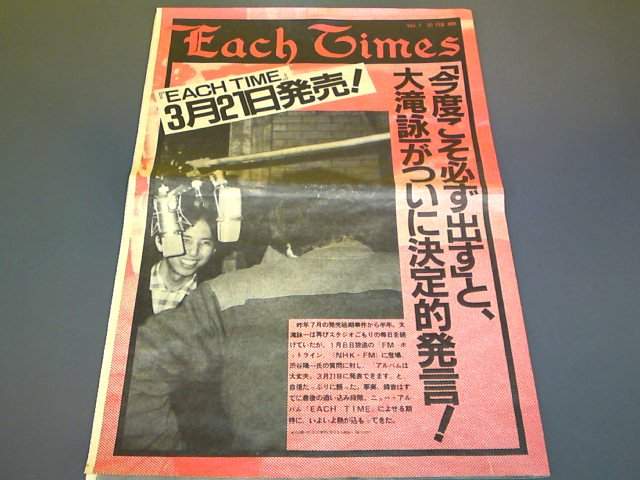 Each Times
『EACH TIME』
3月21日発売!
「今度こそ必ず出す」と、
大滝詠一がついに決定的発言!
昨年7月の発売延期事件から半年。大
滝詠一は再びスタジオこもりの毎日を続
けていたが、1月6日放送の「FM・ホ
ットライン」(NHK・FM)に登場。
渋谷陽一氏の質問に対し、「アルバムは
大丈夫。3月21日に発表できます」と、
自信たっぷりに語った。事実、録音はす
でに最後の追い込み段階。ニュー・アル
バム「EACH TIME」によせる期
待に、いよいよ熱が込もってきた。